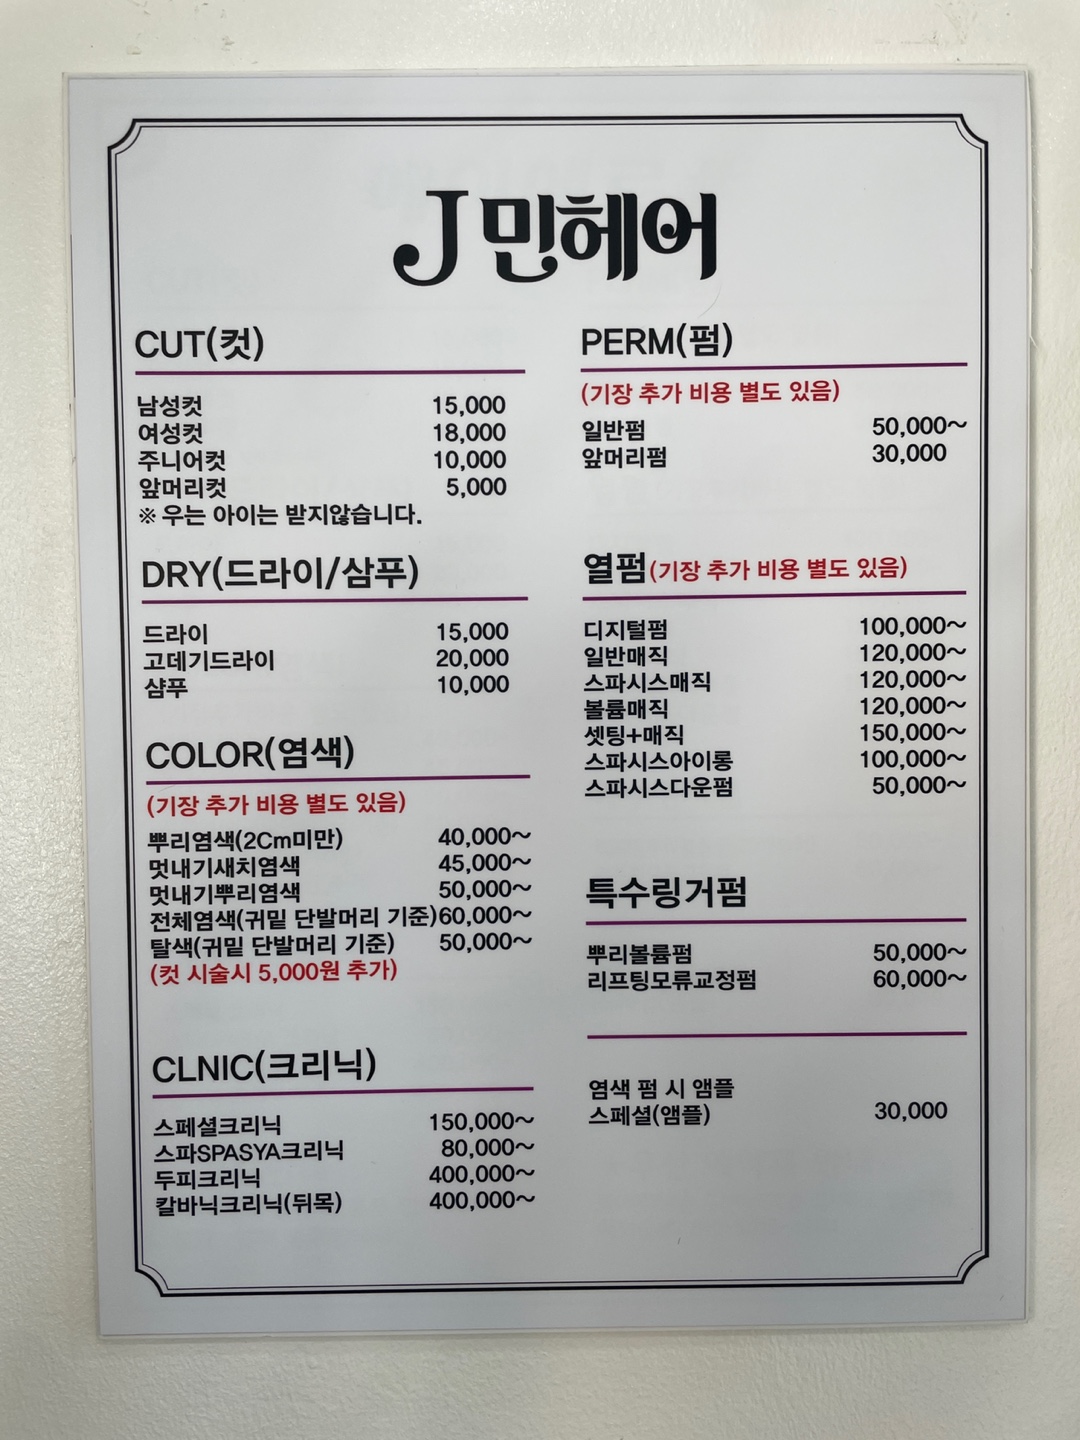 J 민헤어
CUT(컷)
남성컷 15,000
여성컷 18,000
주니어컷 10,000
앞머리컷 5,000
※ 우는 아이는 받지않습니다.
DRY(드라이/삼푸)
드라이 15,000
고데기드라이 20,000
샴푸 10,000
COLOR(염색)
(기장 추가 비용 별도 있음)
뿌리염색(2Cm미만) 40,000~
멋내기새치염색 45,000~
멋내기뿌리염색 50,000~
전체염색(귀밑 단발머리 기준)60,000~
탈색(귀밑 단발머리 기준) 50,000~
(컷 시술시 5,000원 추가)
CLNIC(크리닉)
스페셜크리닉 150,000~
스파SPASYA크리닉 80,000~
두피크리닉 400,000~
칼바닉크리닉(뒤목) 400,000~
PERM(펌)
(기장 추가 비용 별도 있음)
일반펌 50,000~
앞머리펌 30,000
열펌(기장 추가 비용 별도 있음)
디지털펌 100,000~
일반매직 120,000~
스파시스매직 120,000~
볼륨매직 120,000~
셋팅+매직 150,000~
스파시스아이롱 100,000~
스파시스다운펌 50,000~
특수링거펌
뿌리볼륨펌 50,000~
리프팅모류교정펌 60,000~
염색 펌 시 앰플
스페셜(앰플) 30,000